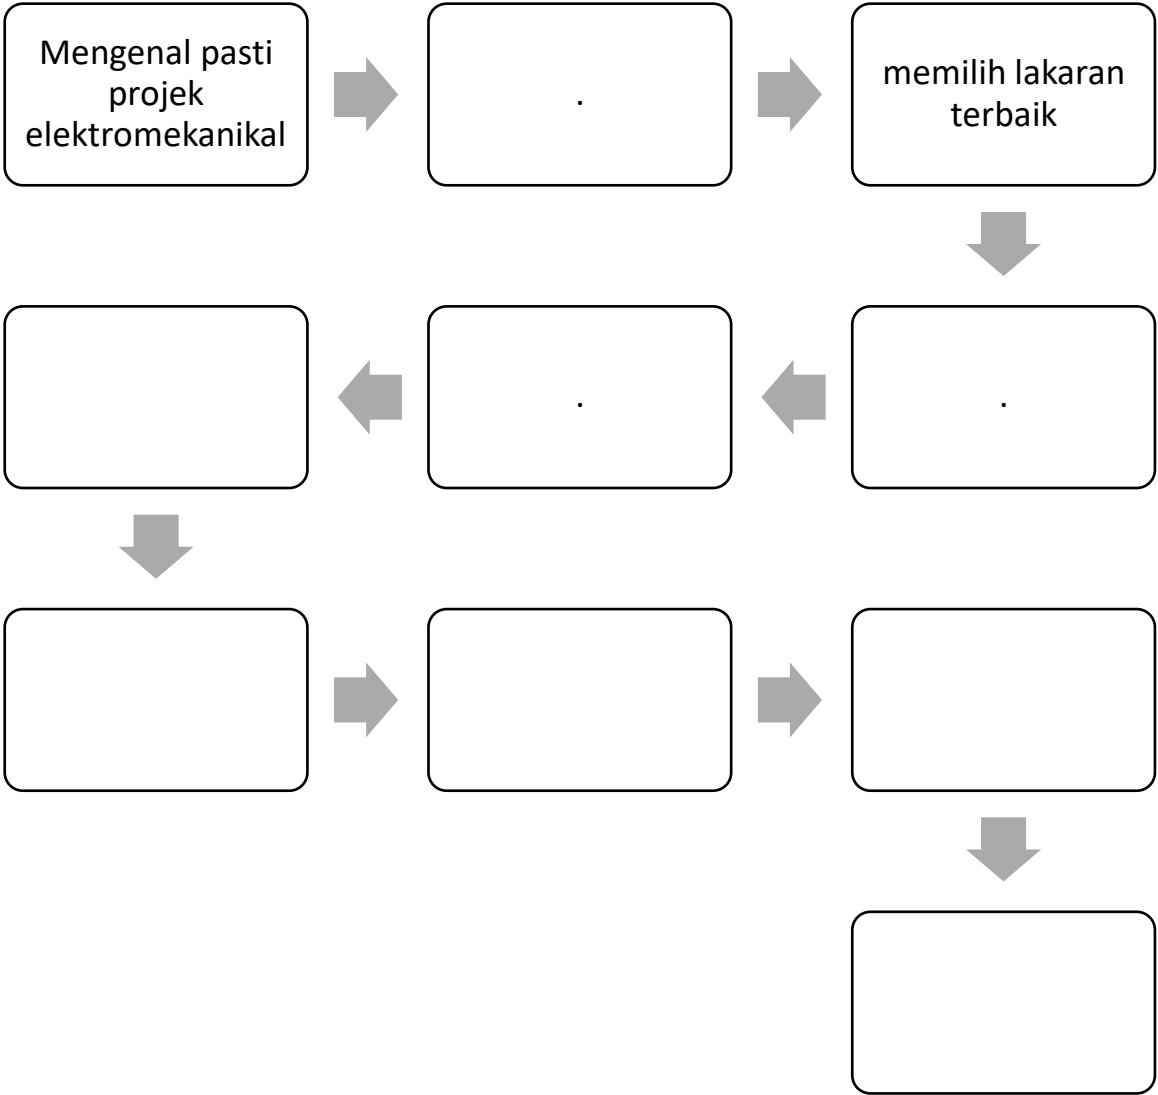 Mengenal pasti
projek
elektromekanikal
.
memilih lakaran
terbaik
.
.